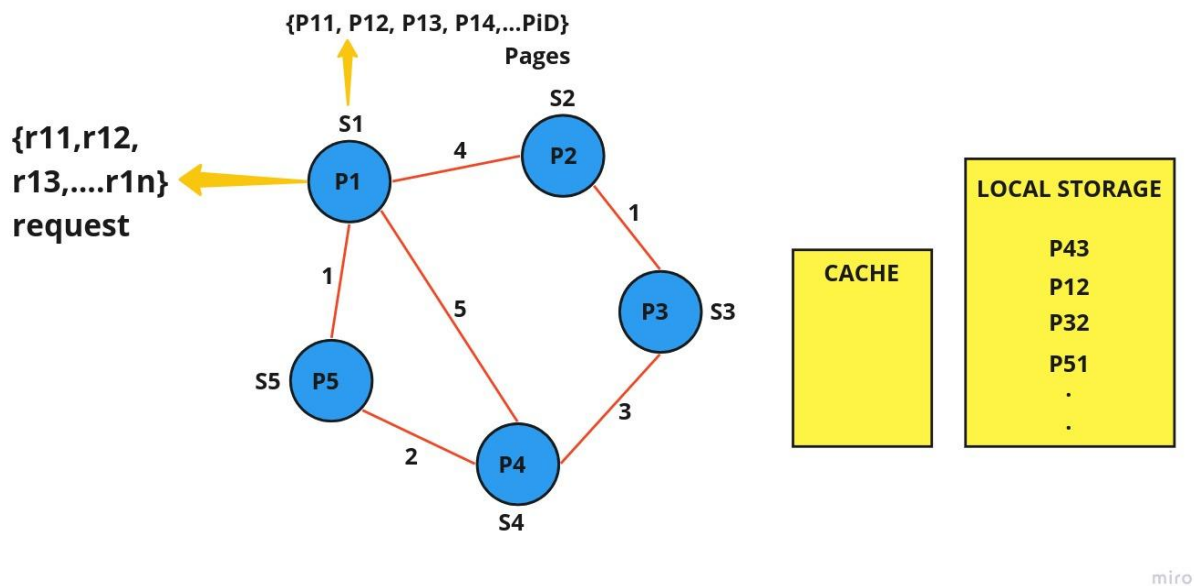 {P11, P12, P13, P14,...PiD}
Pages
S2
S1
{r11,r12,
r13,....r1n}
request
P1
4
P2
1
P3
S3
1
5
S5
P5
3
2
P4
S4
CACHE
LOCAL STORAGE
P43
P12
P32
P51
.
.
miro